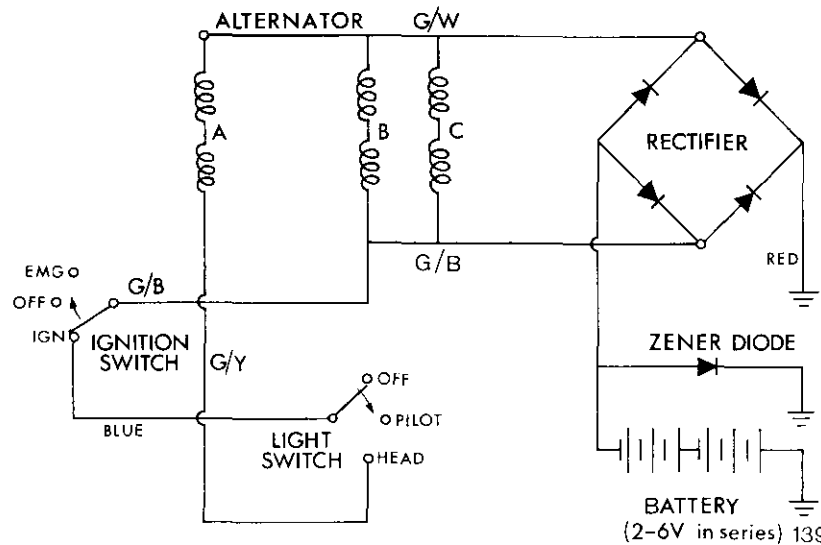 ALTERNATOR
G/W
A
B
C
RECTIFIER
G/B
RED
EMG
G/B
OFF
IGN
IGNITION
SWITCH
ZENER DIODE
G/Y
OFF
BLUE
PILOT
LIGHT
SWITCH
HEAD
BATTERY
(2-6V in series) 139